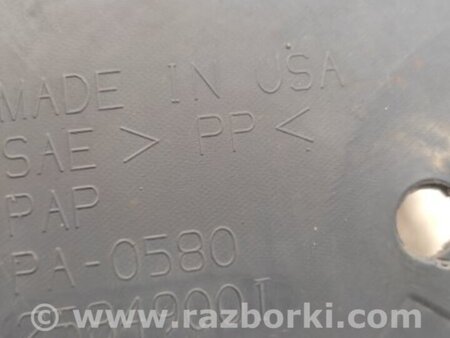 MADE IN USA
SAE > PP <
PAP
PA-0580
© www.razborki.com